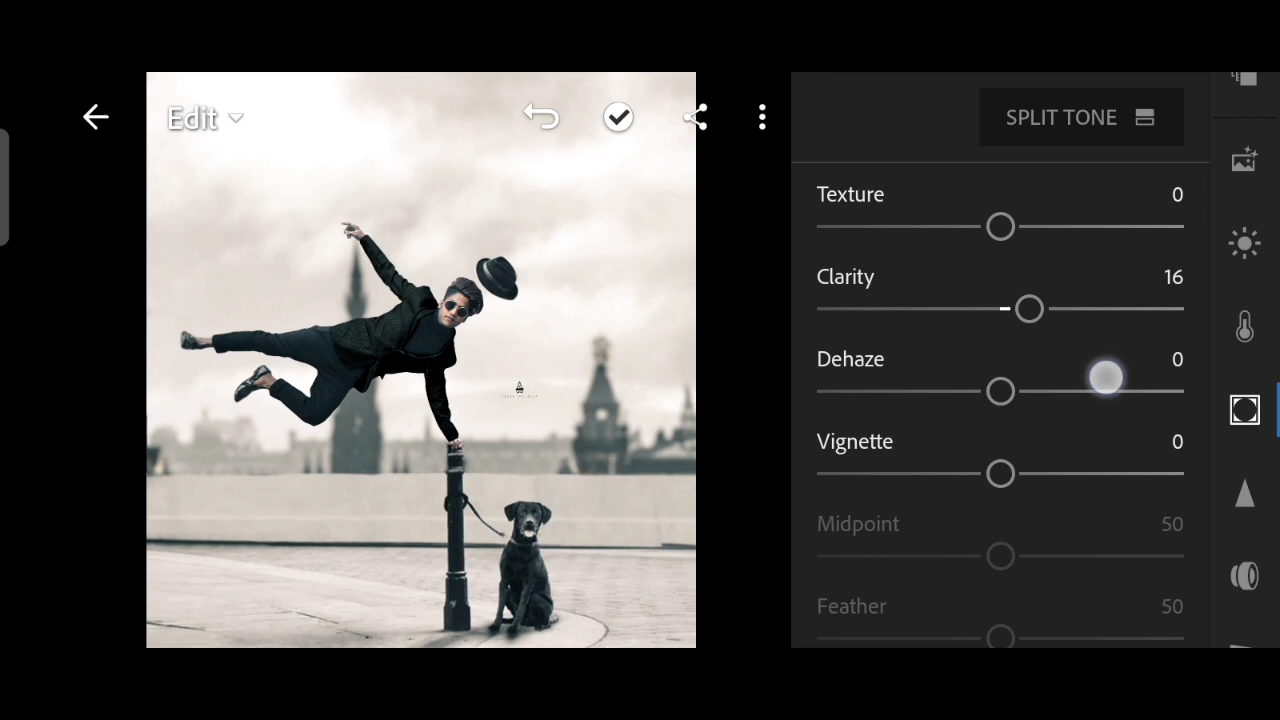 Edit
SPLIT TONE
Texture 0
Clarity 16
Dehaze 0
Vignette 0
Midpoint 50
Feather 50